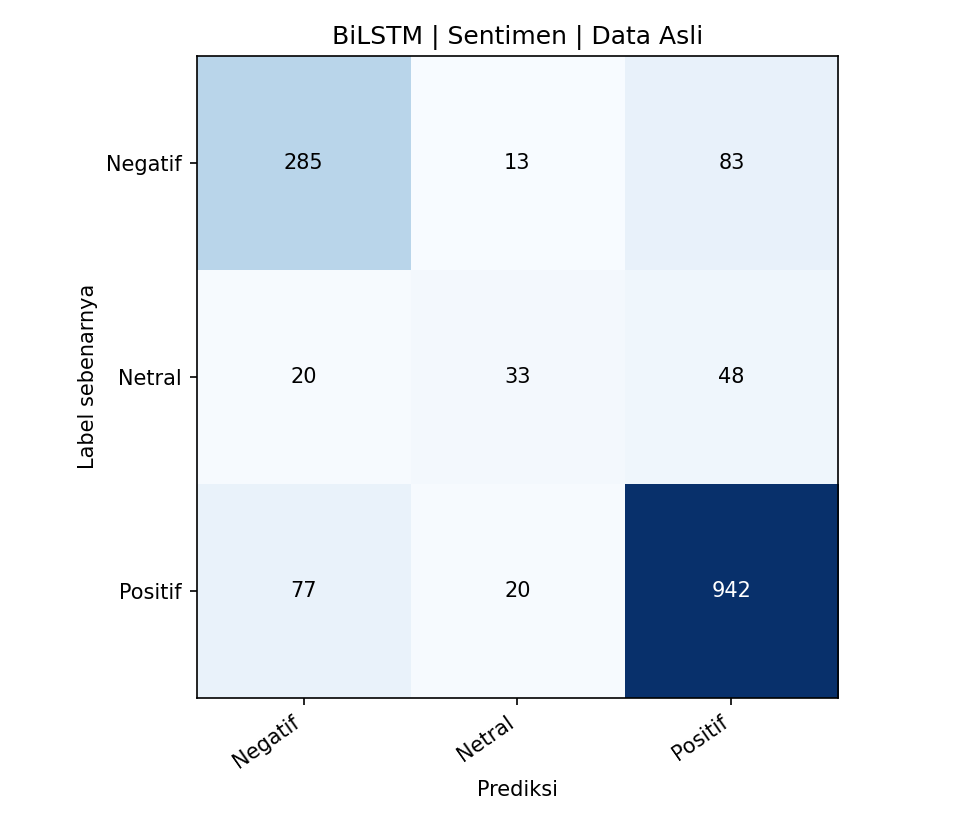 BiLSTM | Sentimen | Data Asli
Label sebenarnya
Negatif 285 13 83
Netral 20 33 48
Positif 77 20 942
Negatif Netral Positif
Prediksi